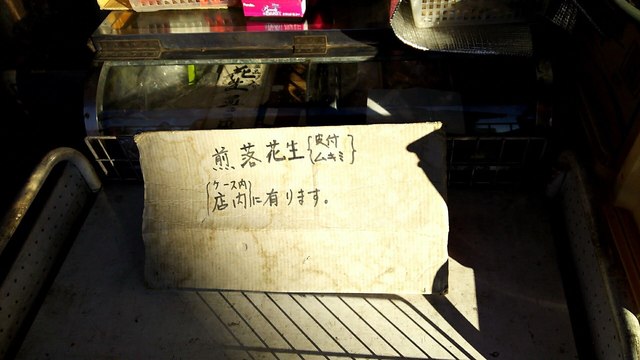 煎落花生{皮付
ムキミ}
(ケース内
店内)に有ります。